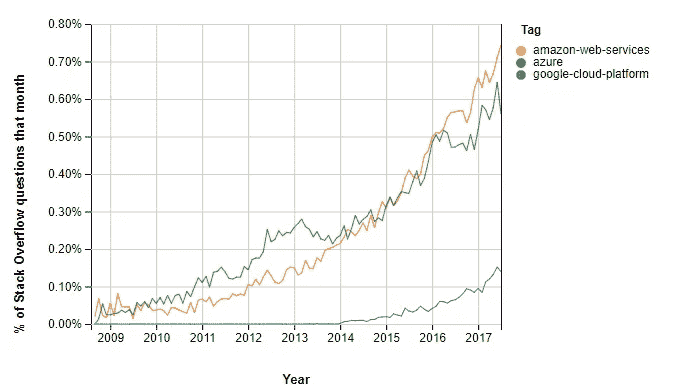 0.80%
0.70%
0.60%
0.50%
0.40%
0.30%
0.20%
0.10%
0.00%
% of Stack Overflow questions that month
2009 2010 2011 2012 2013 2014 2015 2016 2017
Year
Tag
amazon-web-services
azure
google-cloud-platform